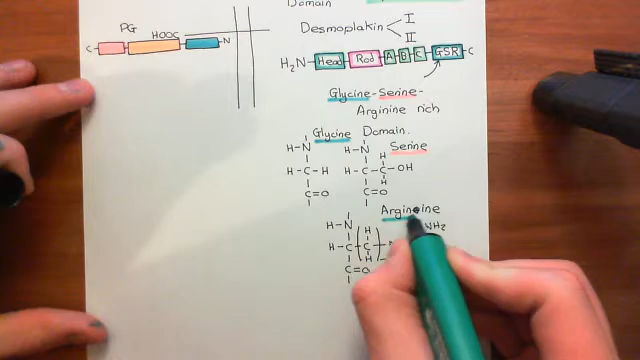 Domain
PG
HOOC
C
N
Desmoplakin
I
II
H₂N
Head
Rod
A
B
C
GSR
C
Glycine-Serine-
Arginine rich
Domain.
Glycine
Serine
H-N
H-C-H
C=O
H-N
H
H-C-C-OH
H
C=O
Arginine
H-N
H
NH₂
H-C
C
H
C=O